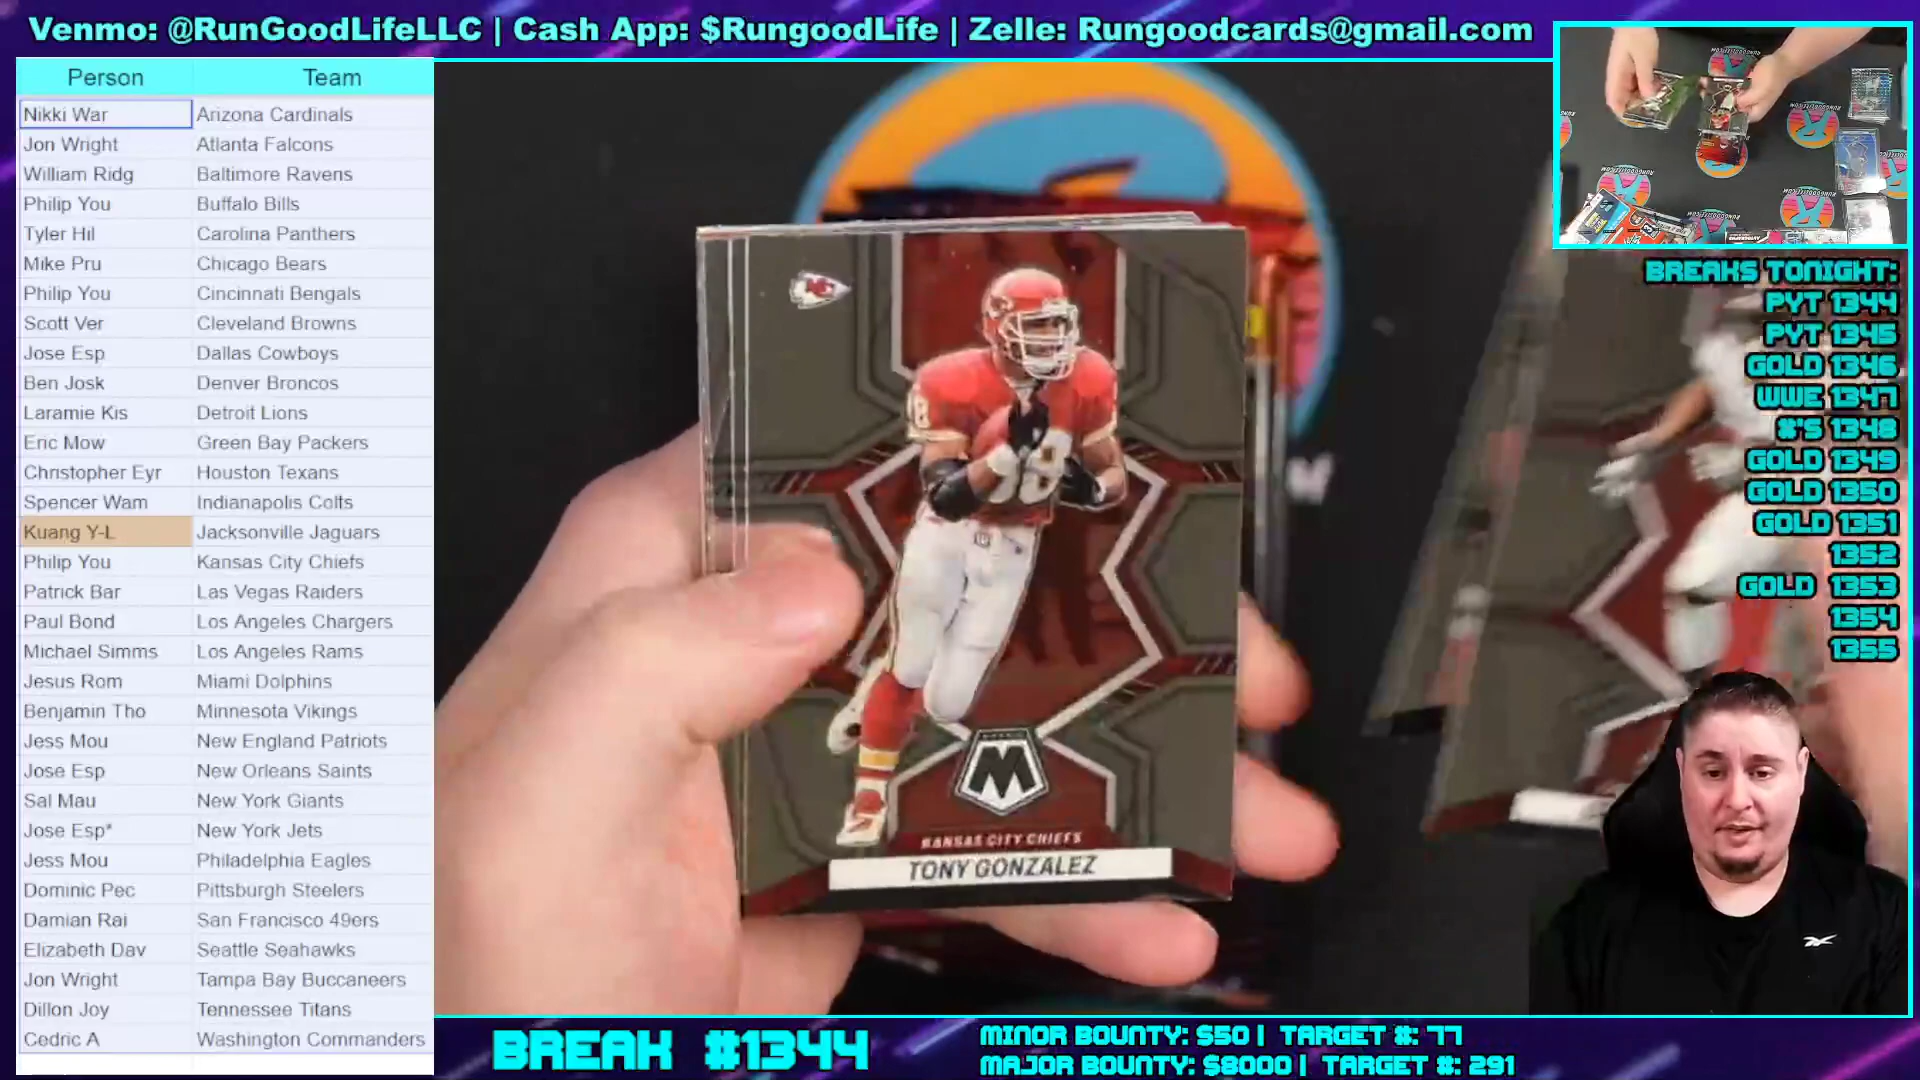 Venmo: @RunGoodLifeLLC | Cash App: $RungoodLife | Zelle: Rungoodcards@gmail.com
Person Team
Nikki War Arizona Cardinals
Jon Wright Atlanta Falcons
William Ridg Baltimore Ravens
Philip You Buffalo Bills
Tyler Hil Carolina Panthers
Mike Pru Chicago Bears
Philip You Cincinnati Bengals
Scott Ver Cleveland Browns
Jose Esp Dallas Cowboys
Ben Josk Denver Broncos
Laramie Kis Detroit Lions
Eric Mow Green Bay Packers
Christopher Eyr Houston Texans
Spencer Wam Indianapolis Colts
Kuang Y-L Jacksonville Jaguars
Philip You Kansas City Chiefs
Patrick Bar Las Vegas Raiders
Paul Bond Los Angeles Chargers
Michael Simms Los Angeles Rams
Jesus Rom Miami Dolphins
Benjamin Tho Minnesota Vikings
Jess Mou New England Patriots
Jose Esp New Orleans Saints
Sal Mau New York Giants
Jose Esp* New York Jets
Jess Mou Philadelphia Eagles
Dominic Pec Pittsburgh Steelers
Damian Rai San Francisco 49ers
Elizabeth Dav Seattle Seahawks
Jon Wright Tampa Bay Buccaneers
Dillon Joy Tennessee Titans
Cedric A Washington Commanders
KC
88
M
KANSAS CITY CHIEFS
TONY GONZALEZ
BREAKS TONIGHT:
PYT 1344
PYT 1345
GOLD 1346
WWE 1347
#'S 1348
GOLD 1349
GOLD 1350
GOLD 1351
1352
GOLD 1353
1354
1355
BREAK #1344
MINOR BOUNTY: $50 | TARGET #: 77
MAJOR BOUNTY: $8000 | TARGET #: 291